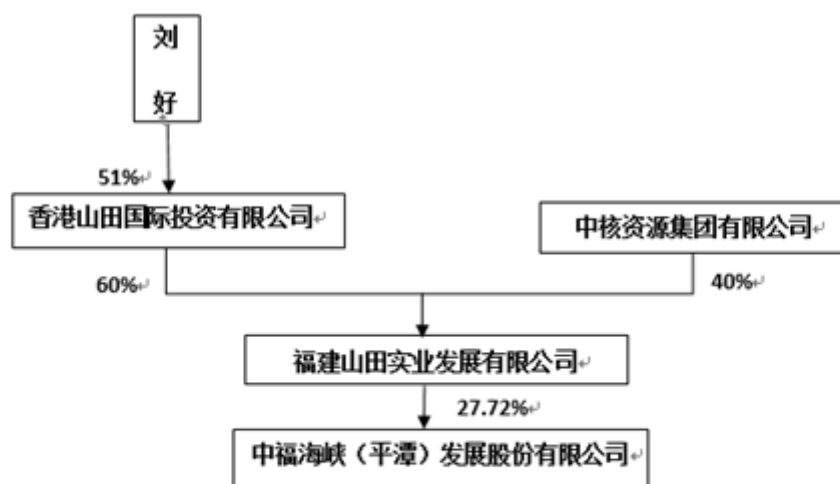 刘
好
51%
香港山田国际投资有限公司
中核资源集团有限公司
60%
40%
福建山田实业发展有限公司
27.72%
中福海峡（平潭）发展股份有限公司